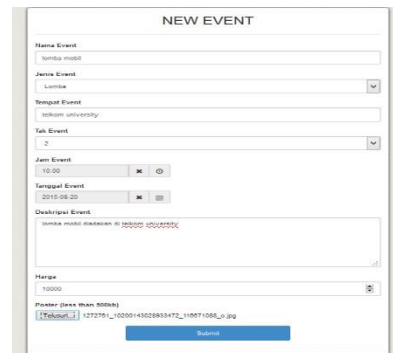 NEW EVENT
Nama Event
lomba mobil
Jenis Event
Lomba
Tempat Event
telkom university
Tak Event
2
Jam Event
10:00
Tanggal Event
2015-08-20
Deskripsi Event
lomba mobil diadakan di telkom university
Harga
10000
Poster (less than 500kb)
Telusuri... 1272761_10200143028933472_116671088_o.jpg
Submit